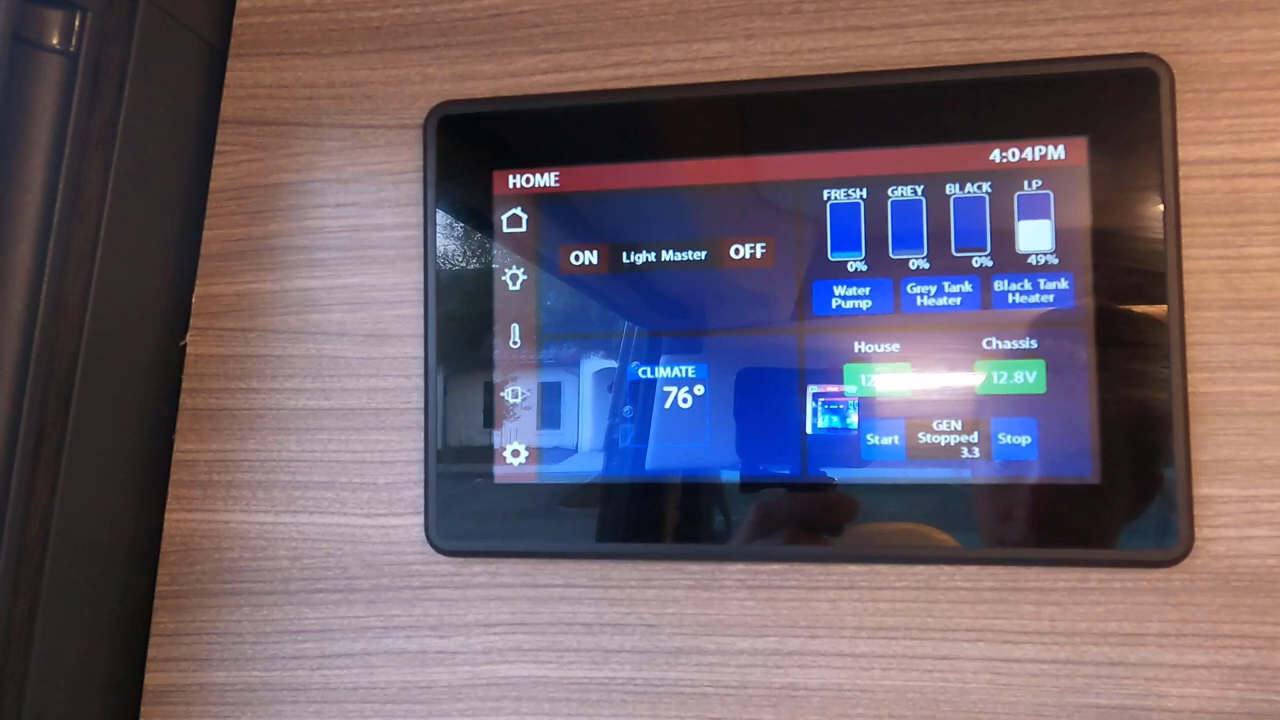 4:04PM
HOME
FRESH GREY BLACK LP
ON Light Master OFF
0% 0% 0% 49%
Water Pump
Grey Tank Heater
Black Tank Heater
House Chassis
12.8V
CLIMATE
76°
Start
GEN
Stopped
3.3
Stop